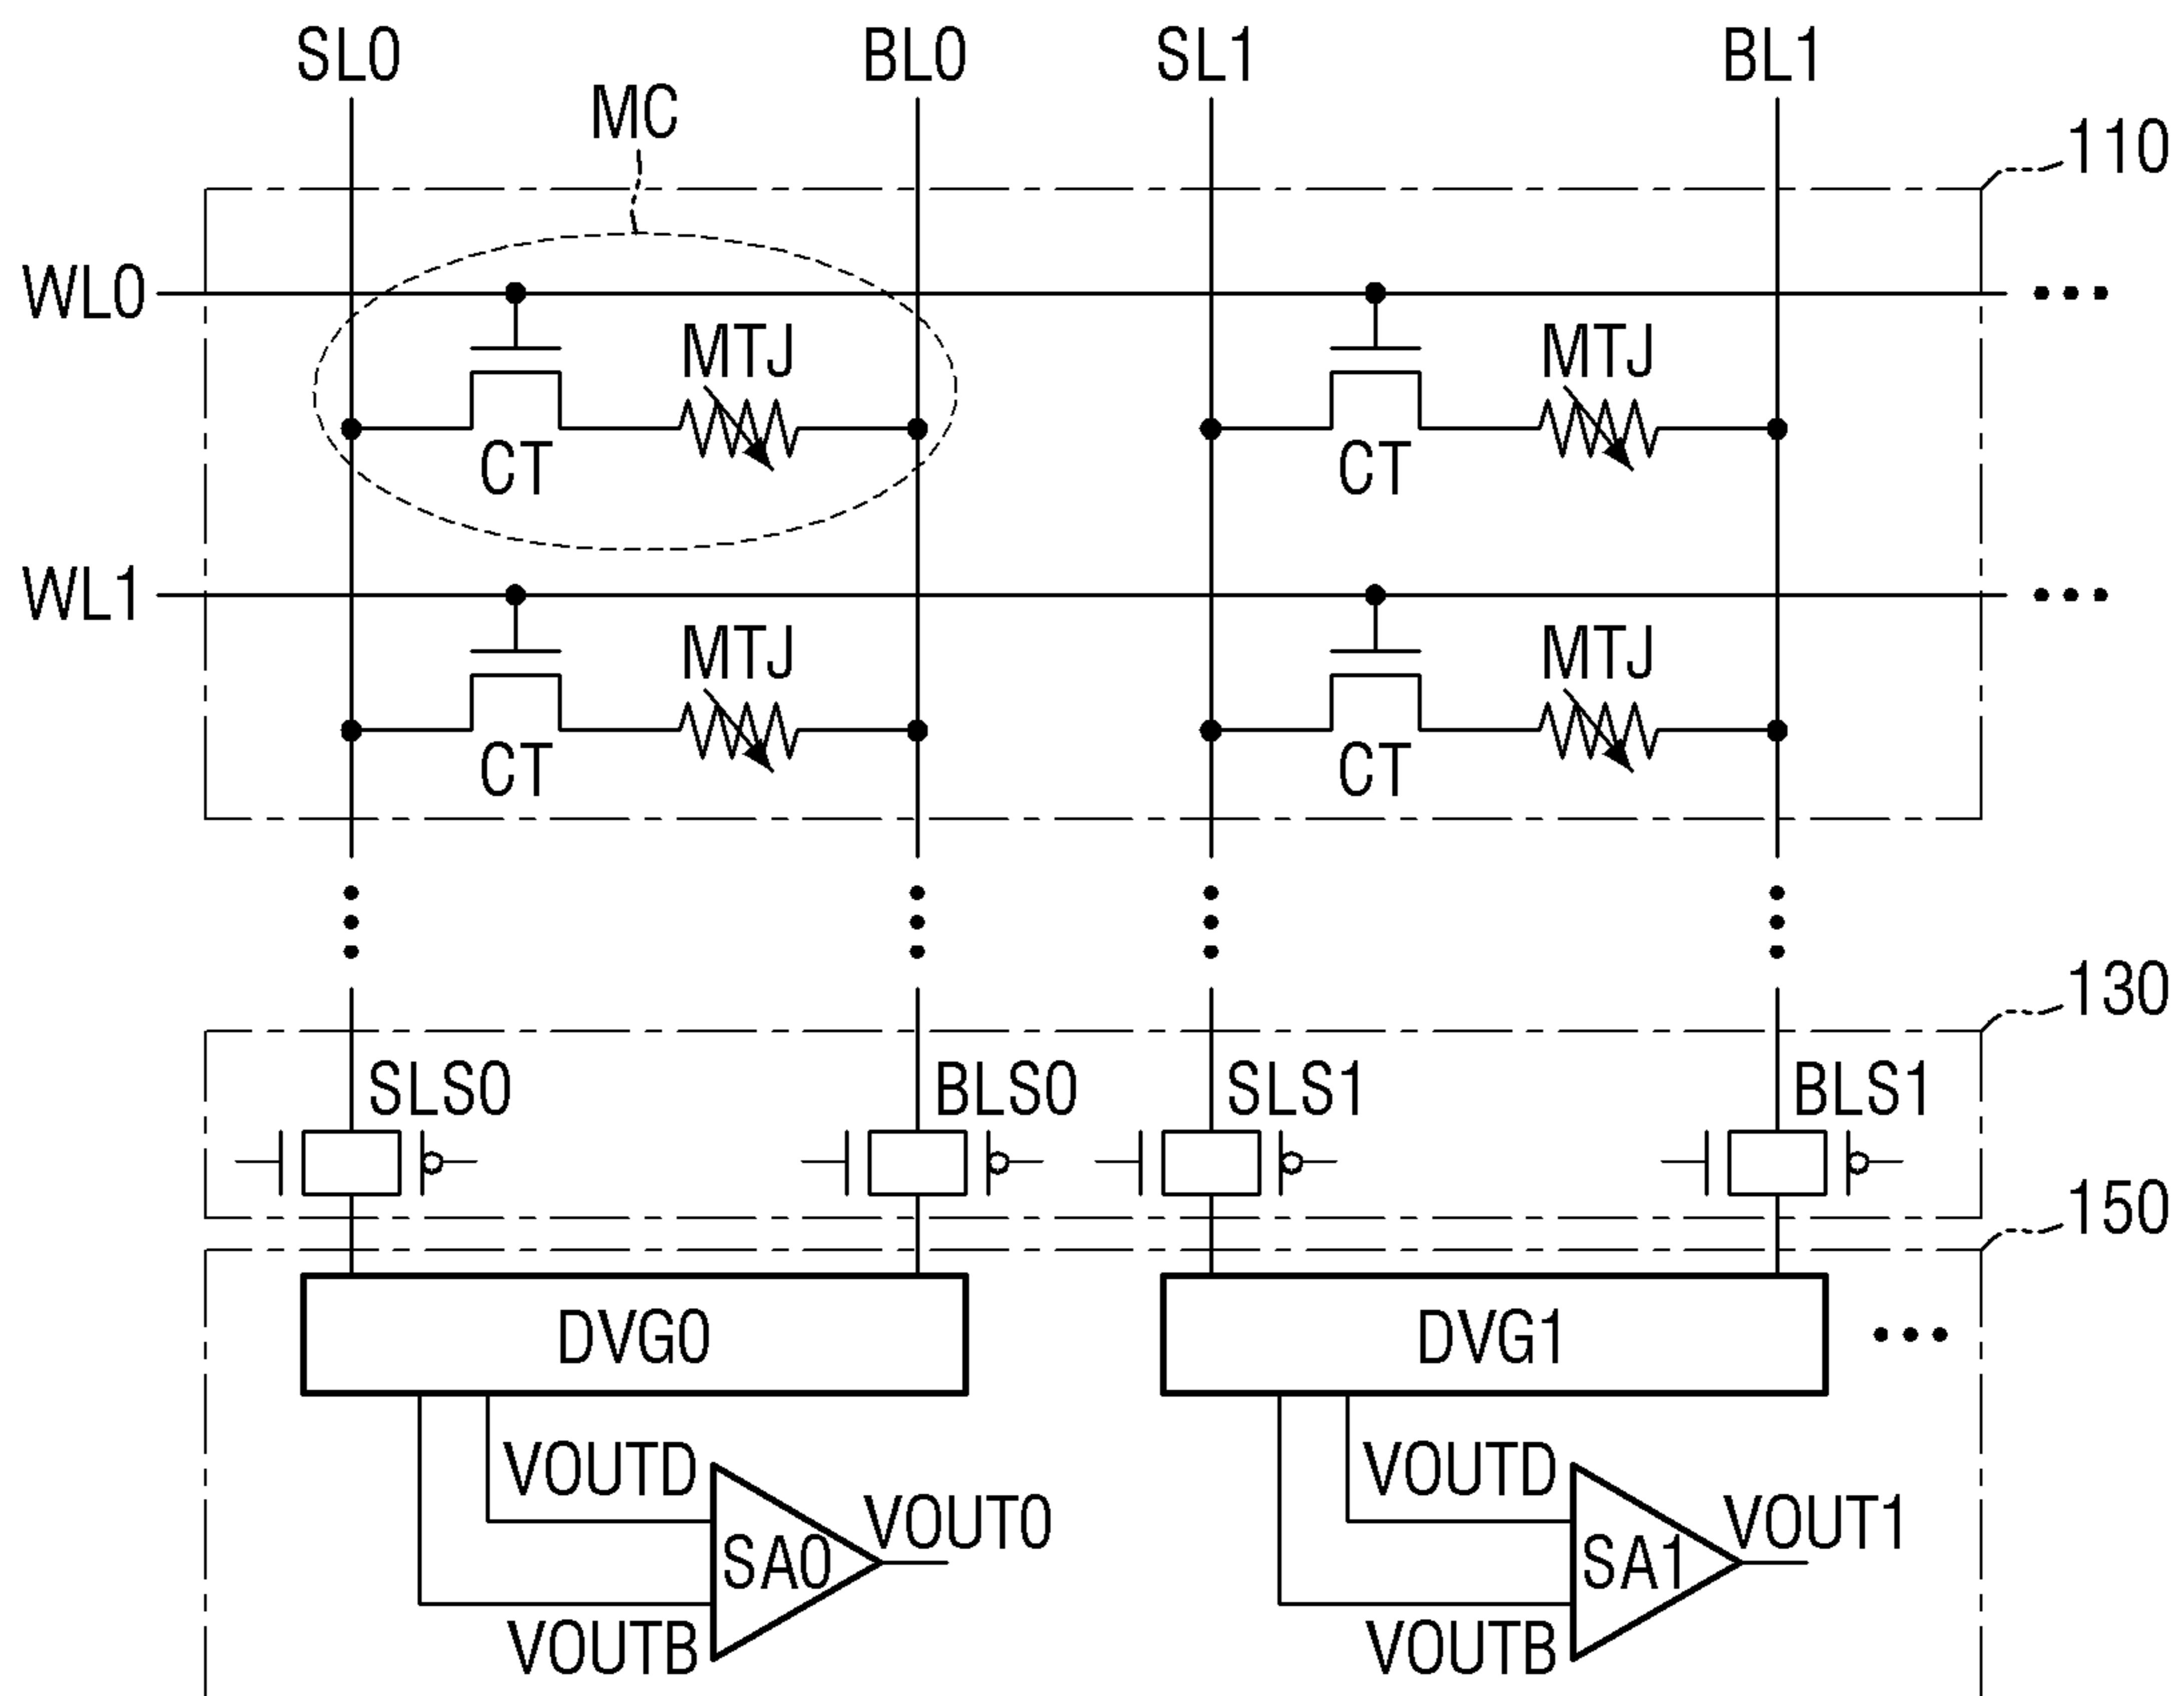 SL0 BL0 SL1 BL1
MC
110
WL0
MTJ MTJ
CT CT
WL1
MTJ MTJ
CT CT
130
SLS0 BLS0 SLS1 BLS1
150
DVG0 DVG1
VOUTD VOUTD
VOUT0 VOUT1
SA0 SA1
VOUTB VOUTB